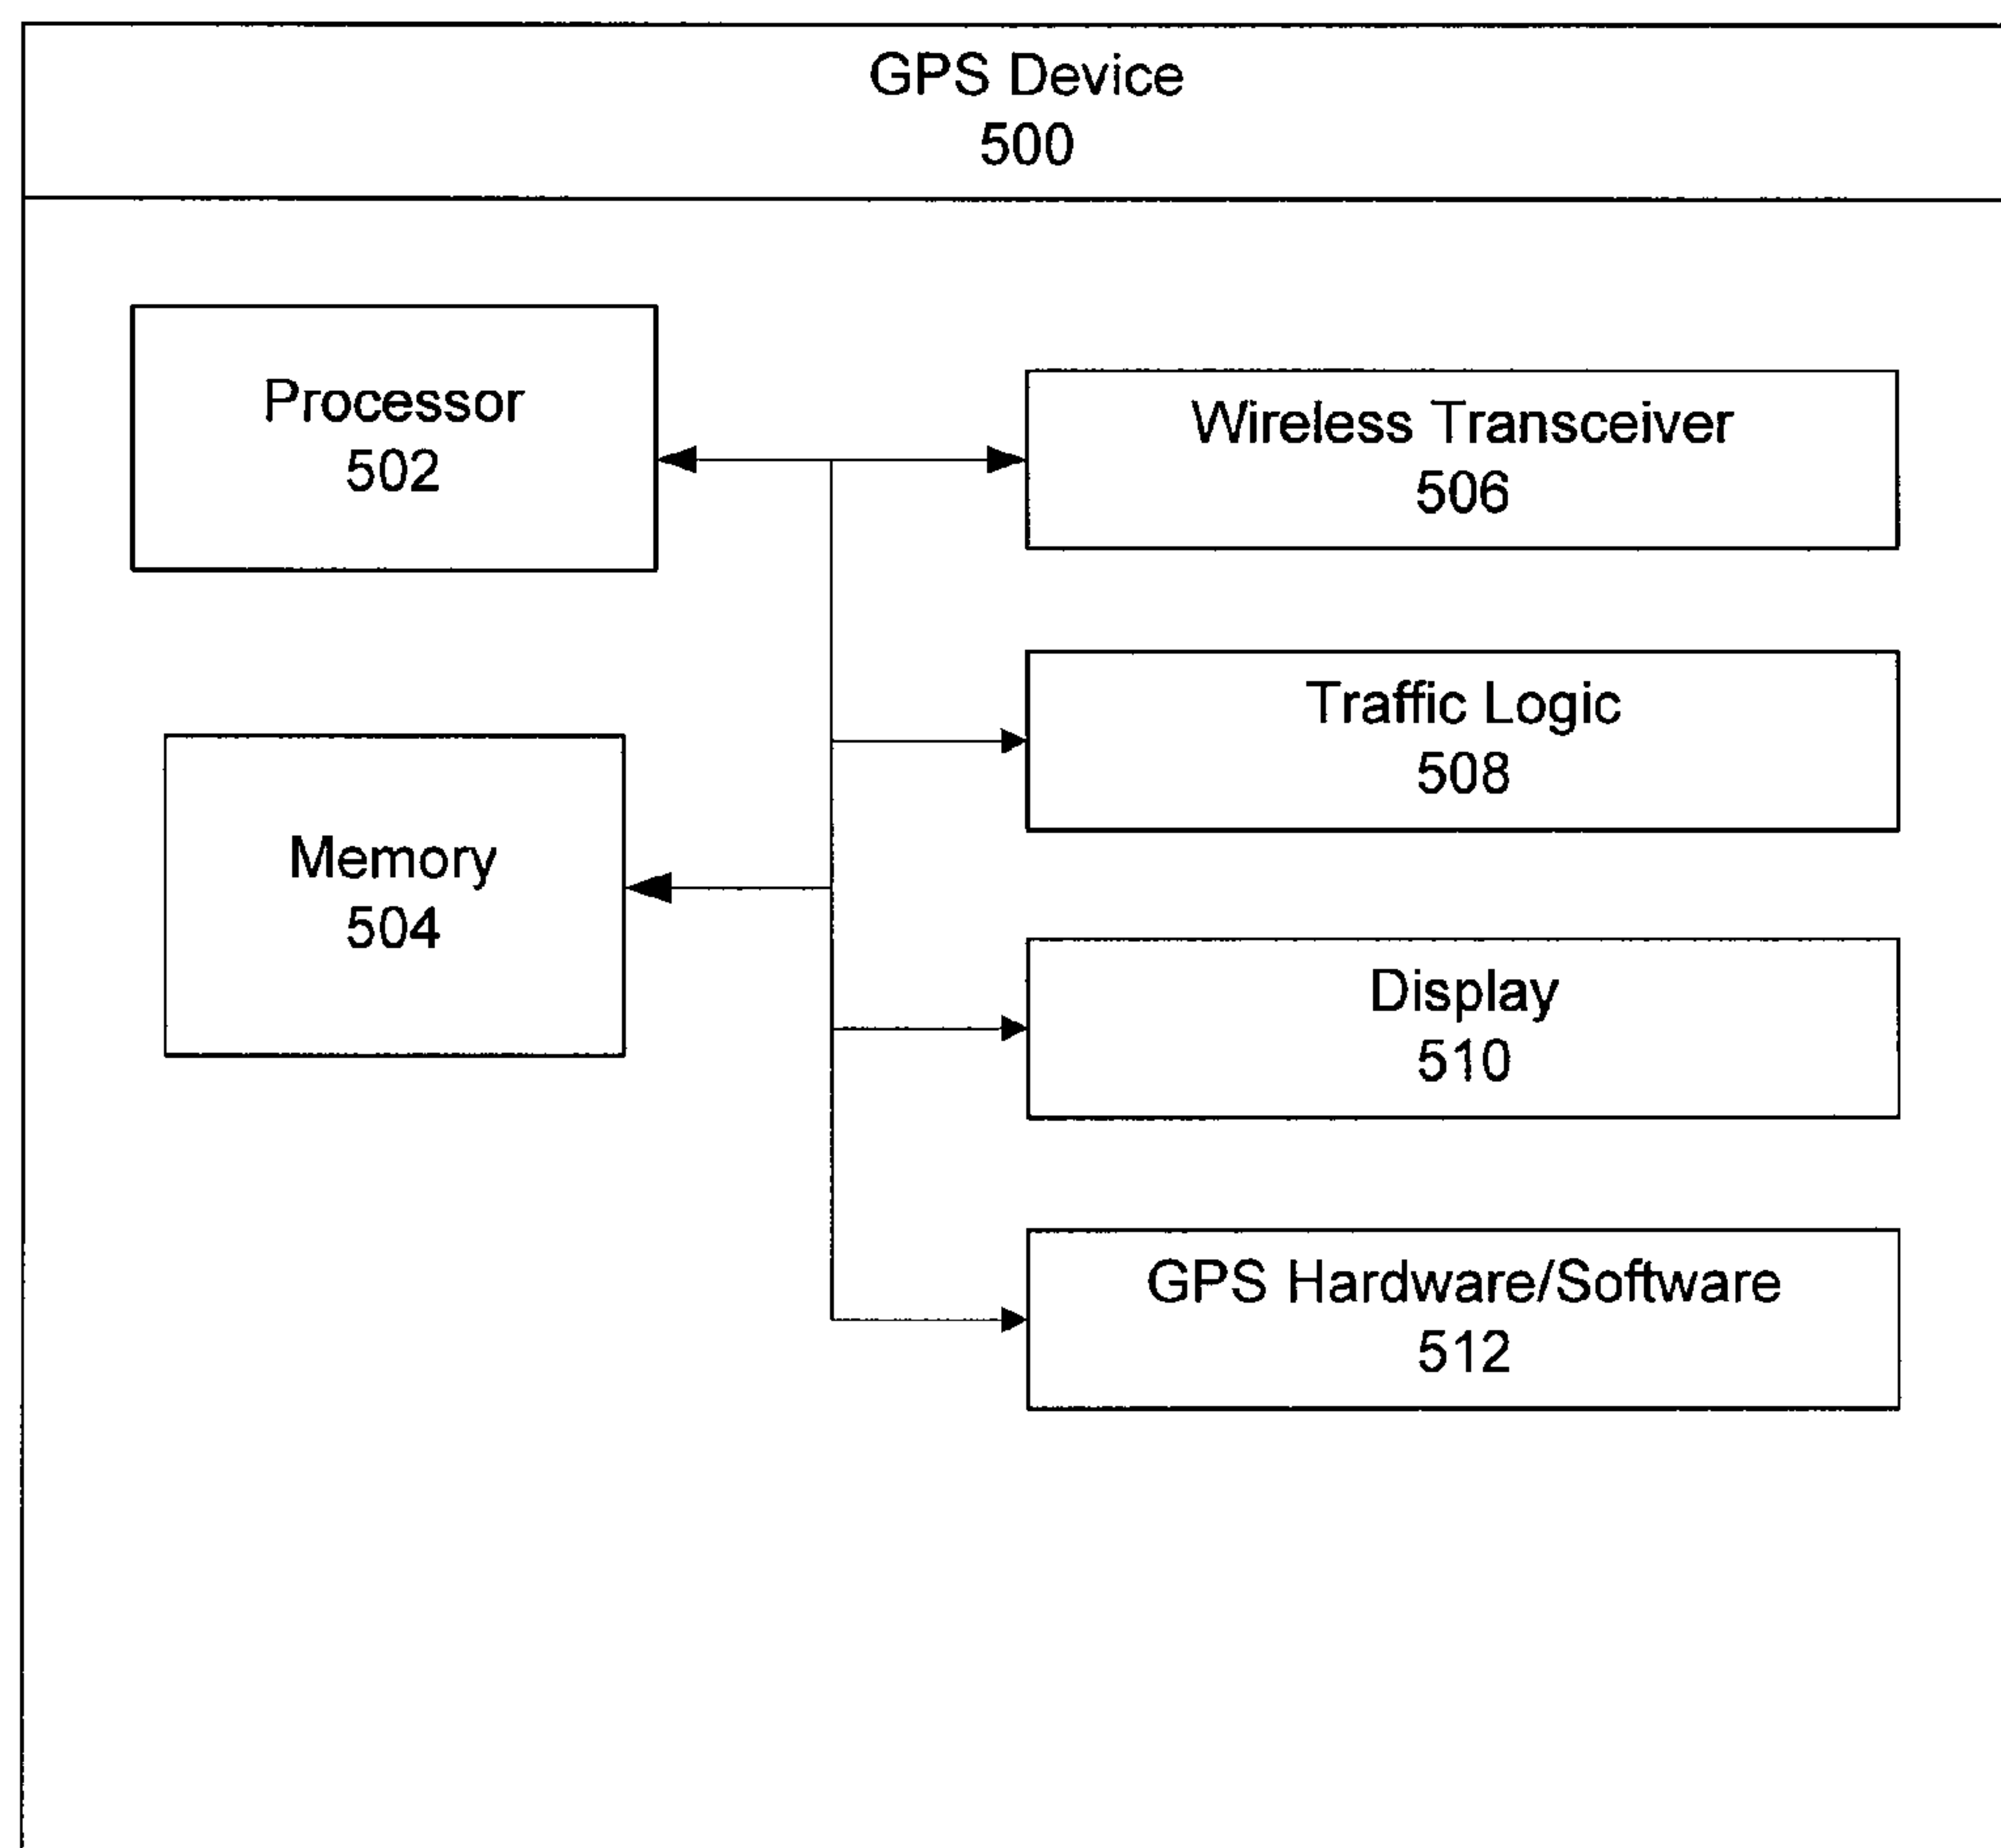 GPS Device
500
Processor
502
Wireless Transceiver
506
Traffic Logic
508
Memory
504
Display
510
GPS Hardware/Software
512